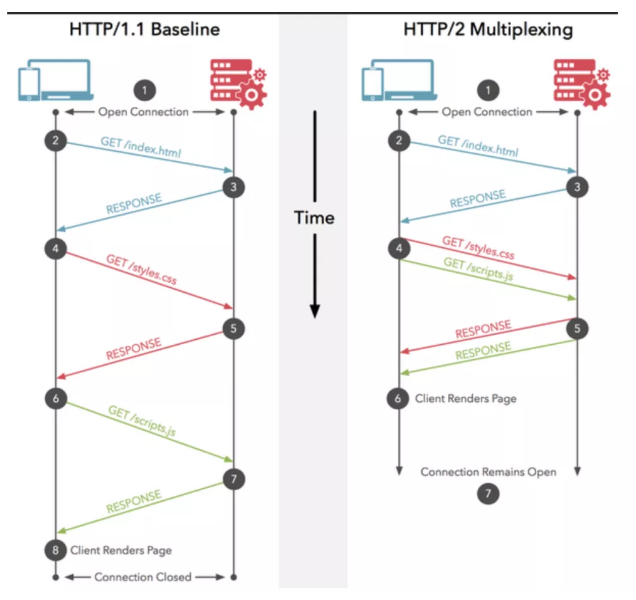 HTTP/1.1 Baseline
1
Open Connection
2
GET /index.html
3
RESPONSE
4
GET /styles.css
5
RESPONSE
6
GET /scripts.js
7
RESPONSE
8 Client Renders Page
Connection Closed
Time
HTTP/2 Multiplexing
1
Open Connection
2
GET /index.html
3
RESPONSE
4
GET /styles.css
GET /scripts.js
5
RESPONSE
RESPONSE
6 Client Renders Page
Connection Remains Open
7